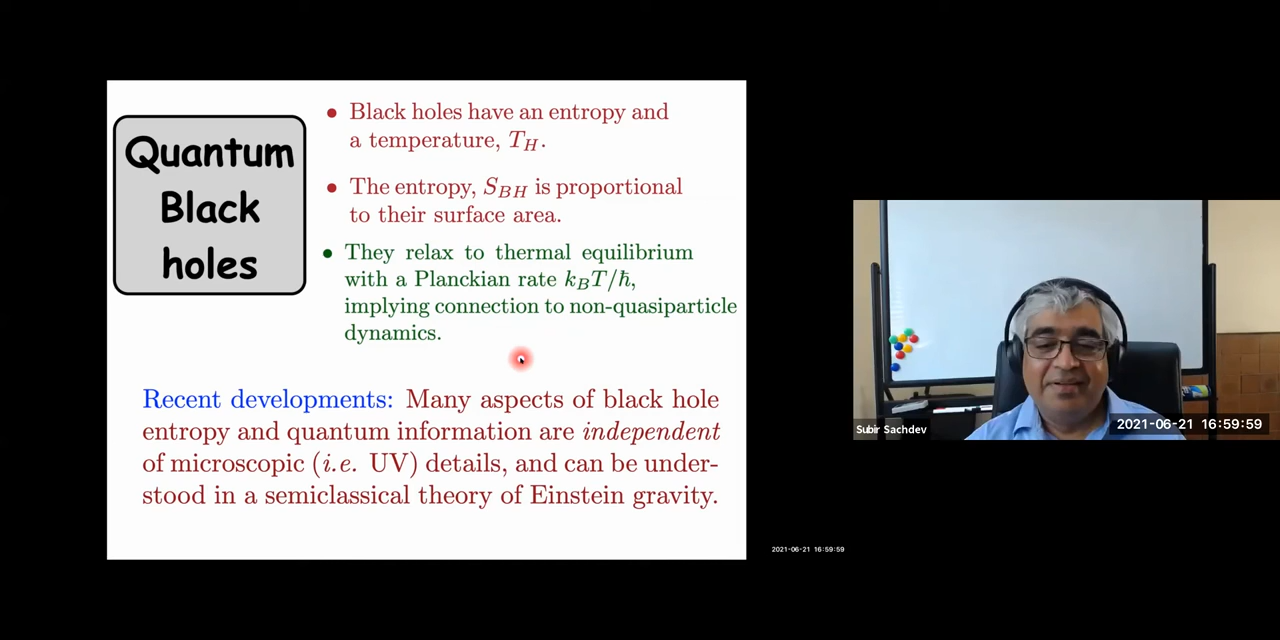 Quantum
Black
holes
• Black holes have an entropy and
a temperature, T_H.
• The entropy, S_BH is proportional
to their surface area.
• They relax to thermal equilibrium
with a Planckian rate k_BT/ħ,
implying connection to non-quasiparticle
dynamics.
Recent developments: Many aspects of black hole
entropy and quantum information are independent
of microscopic (i.e. UV) details, and can be under-
stood in a semiclassical theory of Einstein gravity.
Subir Sachdev
2021-06-21 16:59:59
2021-06-21 16:59:59